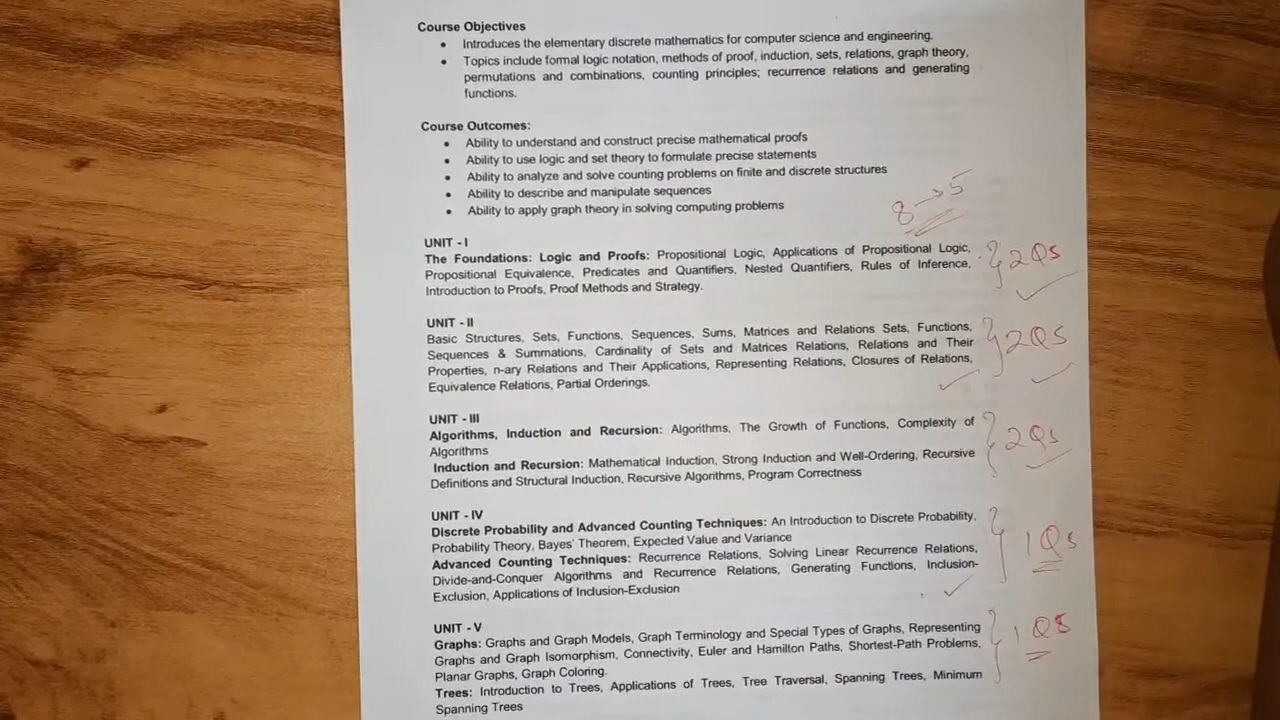 Course Objectives
• Introduces the elementary discrete mathematics for computer science and engineering.
• Topics include formal logic notation, methods of proof, induction, sets, relations, graph theory,
permutations and combinations, counting principles; recurrence relations and generating
functions.
Course Outcomes:
• Ability to understand and construct precise mathematical proofs
• Ability to use logic and set theory to formulate precise statements
• Ability to analyze and solve counting problems on finite and discrete structures
• Ability to describe and manipulate sequences
• Ability to apply graph theory in solving computing problems
8 → 5
UNIT - I
The Foundations: Logic and Proofs: Propositional Logic, Applications of Propositional Logic,
Propositional Equivalence, Predicates and Quantifiers, Nested Quantifiers, Rules of Inference,
Introduction to Proofs, Proof Methods and Strategy.
2Qs
UNIT - II
Basic Structures, Sets, Functions, Sequences, Sums, Matrices and Relations Sets, Functions,
Sequences & Summations, Cardinality of Sets and Matrices Relations, Relations and Their
Properties, n-ary Relations and Their Applications, Representing Relations, Closures of Relations,
Equivalence Relations, Partial Orderings.
2Qs
UNIT - III
Algorithms, Induction and Recursion: Algorithms, The Growth of Functions, Complexity of
Algorithms
Induction and Recursion: Mathematical Induction, Strong Induction and Well-Ordering, Recursive
Definitions and Structural Induction, Recursive Algorithms, Program Correctness
2Qs
UNIT - IV
Discrete Probability and Advanced Counting Techniques: An Introduction to Discrete Probability,
Probability Theory, Bayes' Theorem, Expected Value and Variance
Advanced Counting Techniques: Recurrence Relations, Solving Linear Recurrence Relations,
Divide-and-Conquer Algorithms and Recurrence Relations, Generating Functions, Inclusion-
Exclusion, Applications of Inclusion-Exclusion
1Qs
UNIT - V
Graphs: Graphs and Graph Models, Graph Terminology and Special Types of Graphs, Representing
Graphs and Graph Isomorphism, Connectivity, Euler and Hamilton Paths, Shortest-Path Problems,
Planar Graphs, Graph Coloring.
Trees: Introduction to Trees, Applications of Trees, Tree Traversal, Spanning Trees, Minimum
Spanning Trees
1Qs